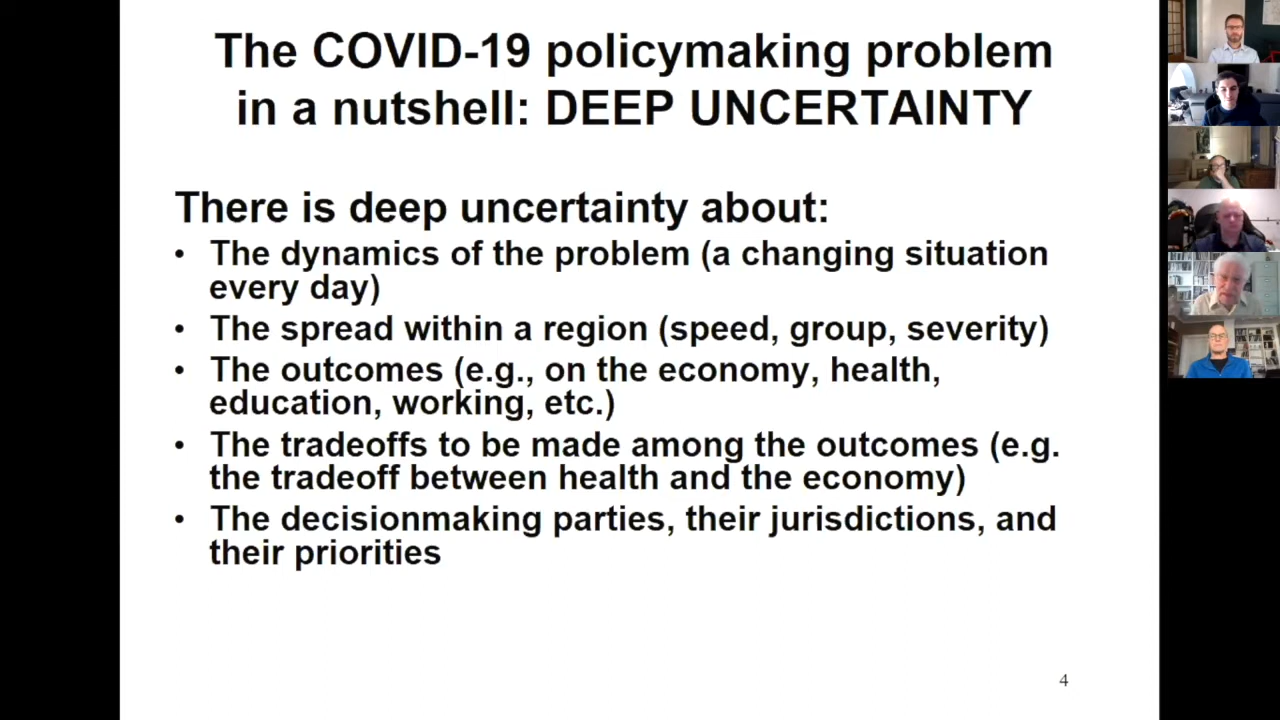 The COVID-19 policymaking problem
in a nutshell: DEEP UNCERTAINTY
There is deep uncertainty about:
• The dynamics of the problem (a changing situation
every day)
• The spread within a region (speed, group, severity)
• The outcomes (e.g., on the economy, health,
education, working, etc.)
• The tradeoffs to be made among the outcomes (e.g.
the tradeoff between health and the economy)
• The decisionmaking parties, their jurisdictions, and
their priorities
4